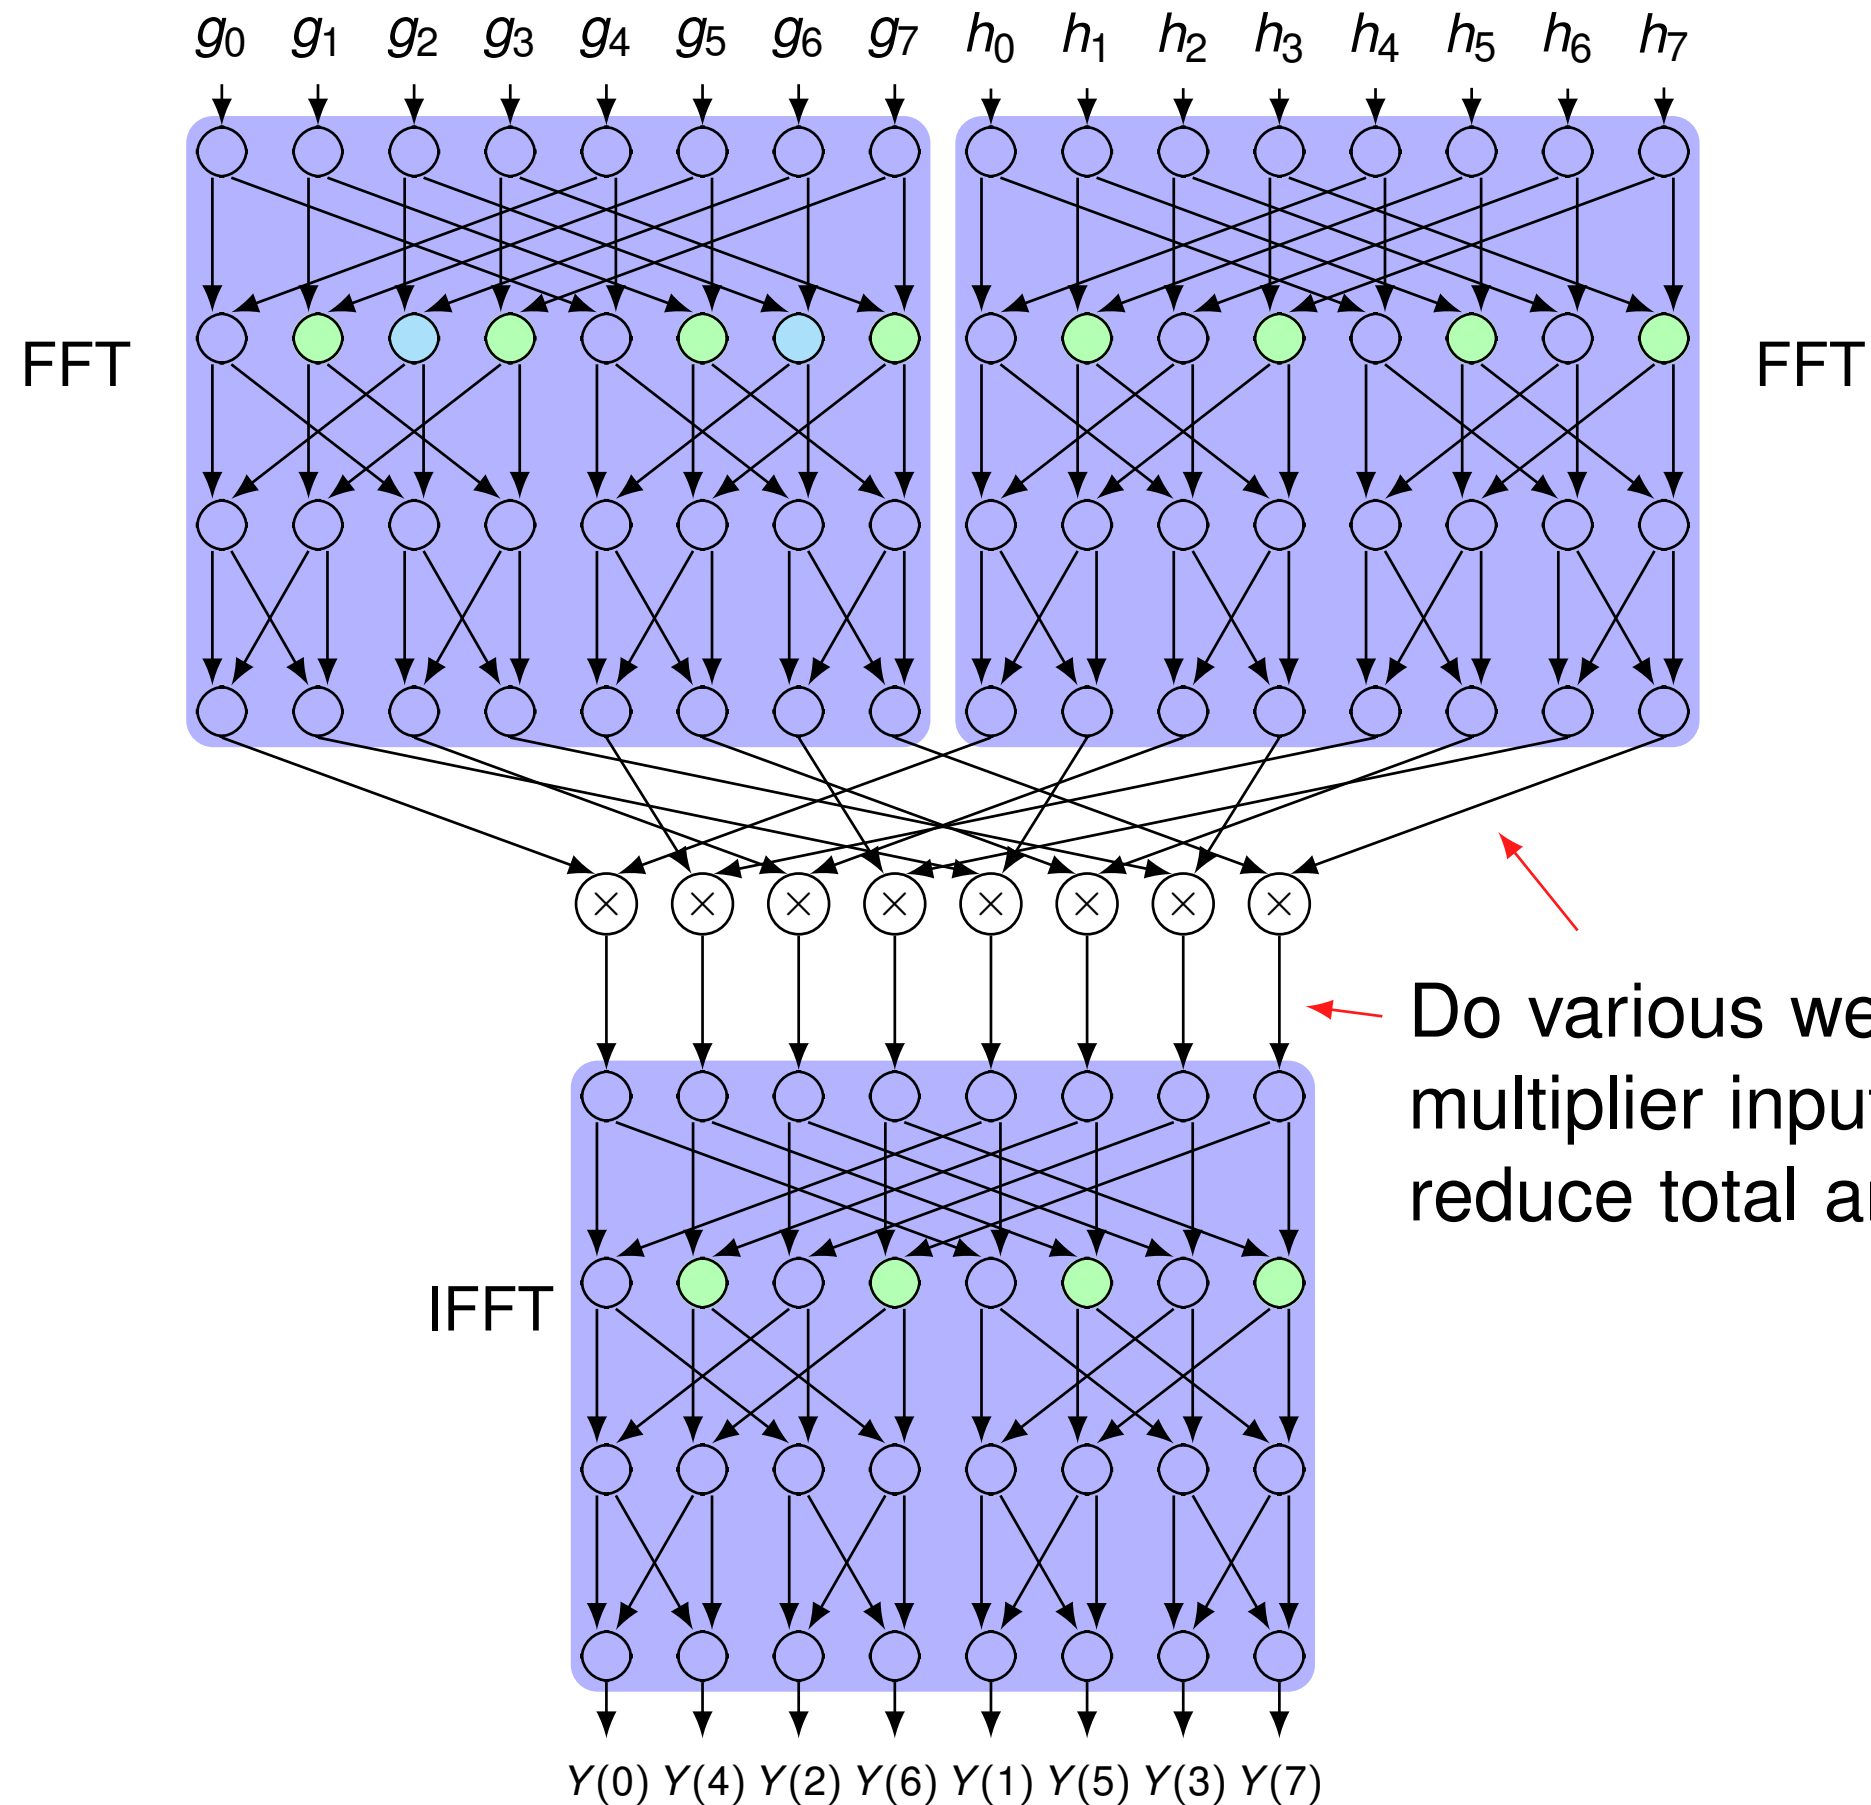 g0 g1 g2 g3 g4 g5 g6 g7 h0 h1 h2 h3 h4 h5 h6 h7
FFT
FFT
× × × × × × × ×
Do various
multiplier
reduce total
IFFT
Y(0) Y(4) Y(2) Y(6) Y(1) Y(5) Y(3) Y(7)